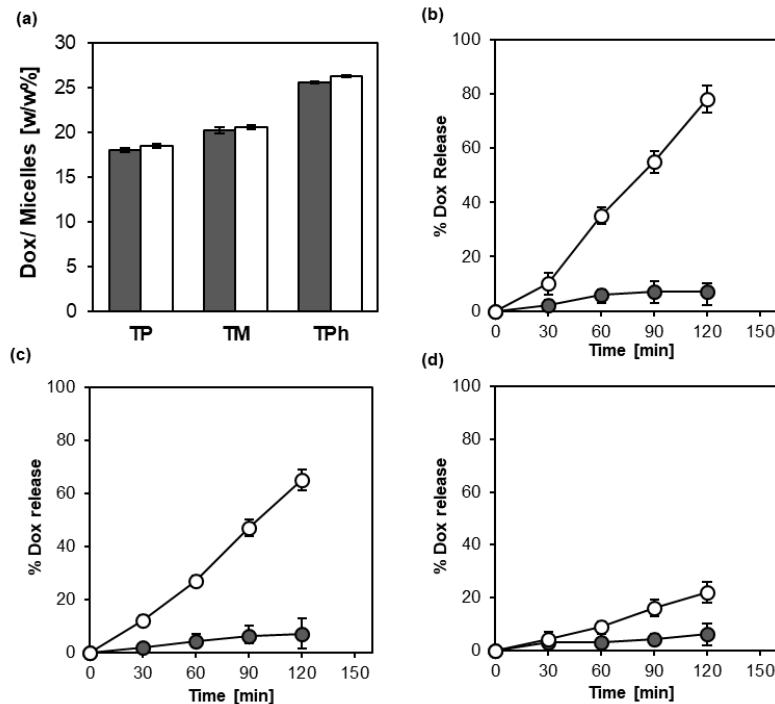 (a)
Dox/ Micelles [w/w%]
30
25
20
15
10
5
0
TP TM TPh
(b)
% Dox Release
100
80
60
40
20
0
0 30 60 90 120 150
Time [min]
(c)
% Dox release
100
80
60
40
20
0
0 30 60 90 120 150
Time [min]
(d)
% Dox release
100
80
60
40
20
0
0 30 60 90 120 150
Time [min]